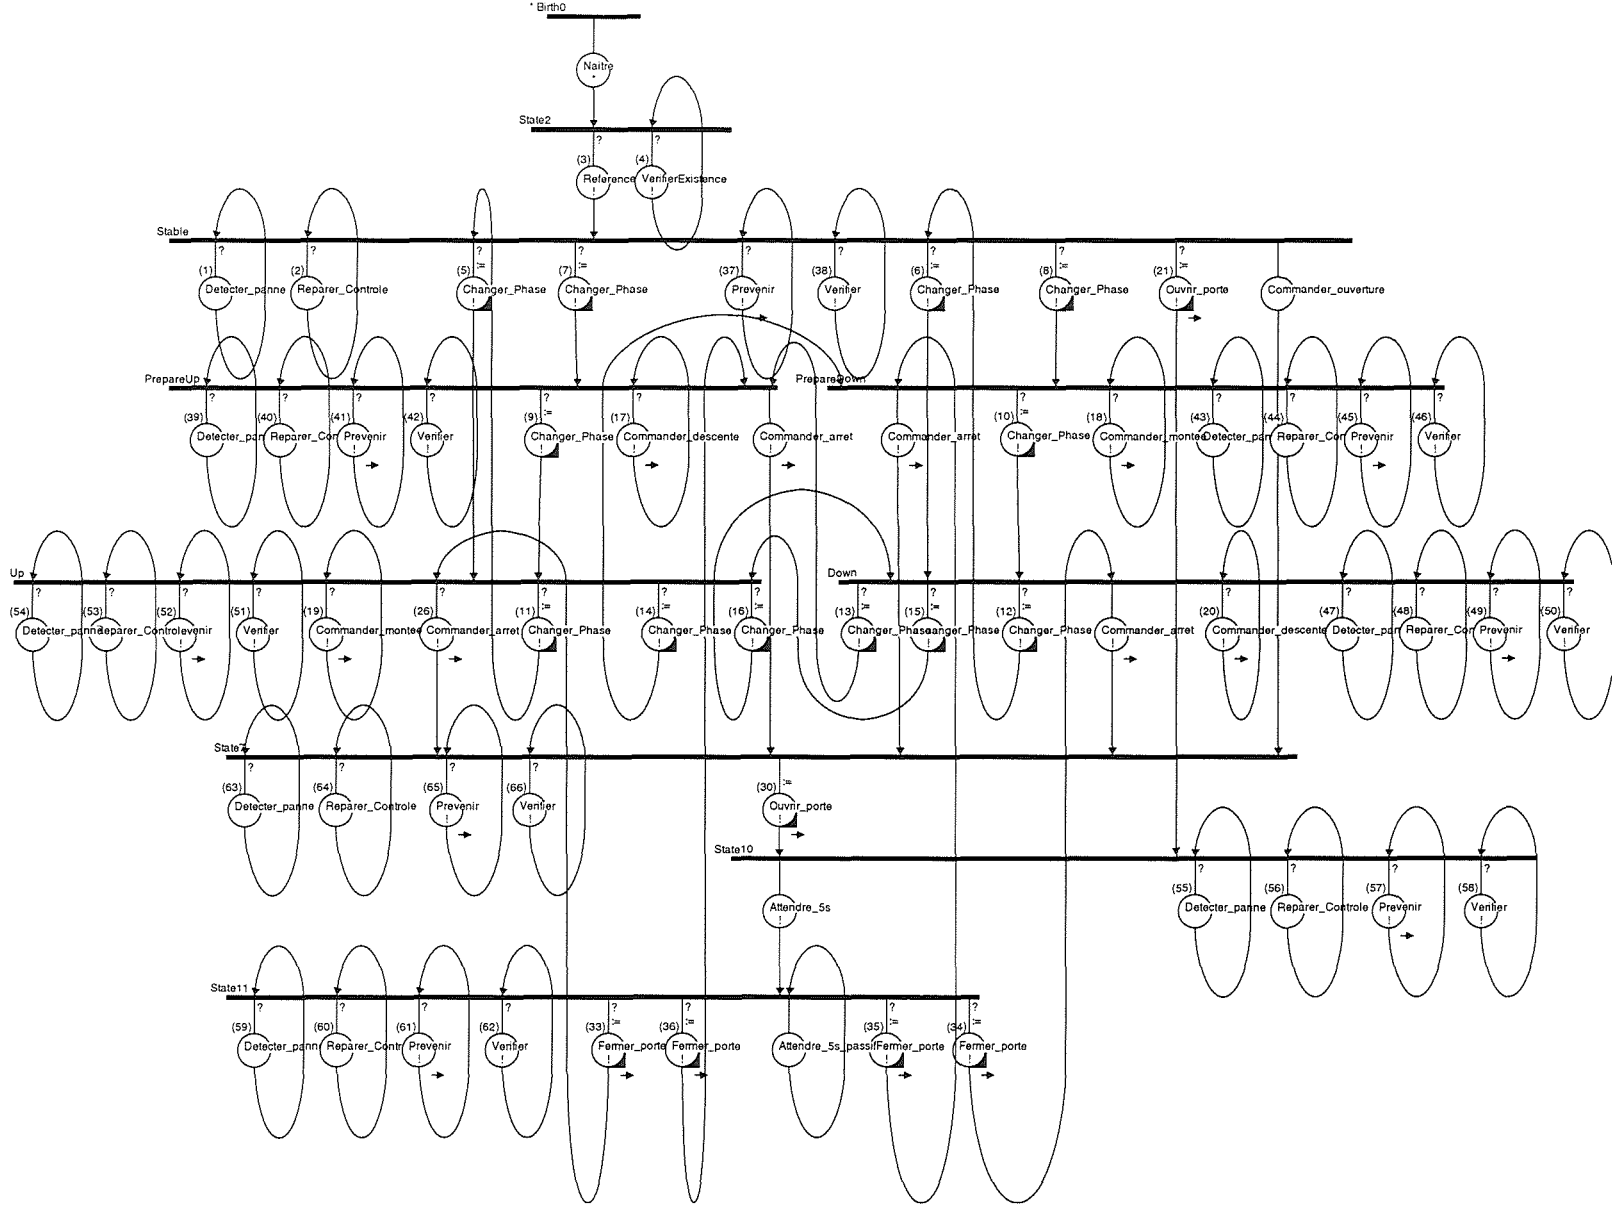 * Birth0
Naitre
*
State2
? ?
(3) (4)
Reference VerifierExistence
Stable
? ? ? ? ? ? ? ? ?
:= := := := :=
(1) (2) (5) (7) (37) (38) (6) (8) (21)
Detecter_panne Reparer_Controle Changer_Phase Changer_Phase Prevenir Verifier Changer_Phase Changer_Phase Ouvrir_porte Commander_ouverture
PrepareUp PrepareDown
? ? ? ? ? ? ? ? ? ? ? ?
:= :=
(39) (40) (41) (42) (9) (17) (10) (18) (43) (44) (45) (46)
Detecter_pan Reparer_Con Prevenir Verifier Changer_Phase Commander_descente Commander_arret Commander_arret Changer_Phase Commander_montee Detecter_pan Reparer_Con Prevenir Verifier
Up Down
? ? ? ? ? ? ? ? ? ? ? ? ? ? ? ? ?
:= := := := := :=
(54) (53) (52) (51) (19) (26) (11) (14) (16) (13) (15) (12) (20) (47) (48) (49) (50)
Detecter_panne eparer_Controle venir Verifier Commander_montee Commander_arret Changer_Phase Changer_Phase Changer_Phase Changer_Phase anger_Phase Changer_Phase Commander_arret Commander_descente Detecter_pan Reparer_Con Prevenir Verifier
State7
? ? ? ? :=
(63) (64) (65) (66) (30)
Detecter_panne Reparer_Controle Prevenir Verifier Ouvrir_porte
State10
? ? ? ?
(55) (56) (57) (58)
Attendre_5s Detecter_panne Reparer_Controle Prevenir Verifier
State11
? ? ? ? ? ? ? ?
:= := := :=
(59) (60) (61) (62) (33) (36) (35) (34)
Detecter_pann Reparer_Contr Prevenir Verifier Fermer_porte Fermer_porte Attendre_5s_passif Fermer_porte Fermer_porte